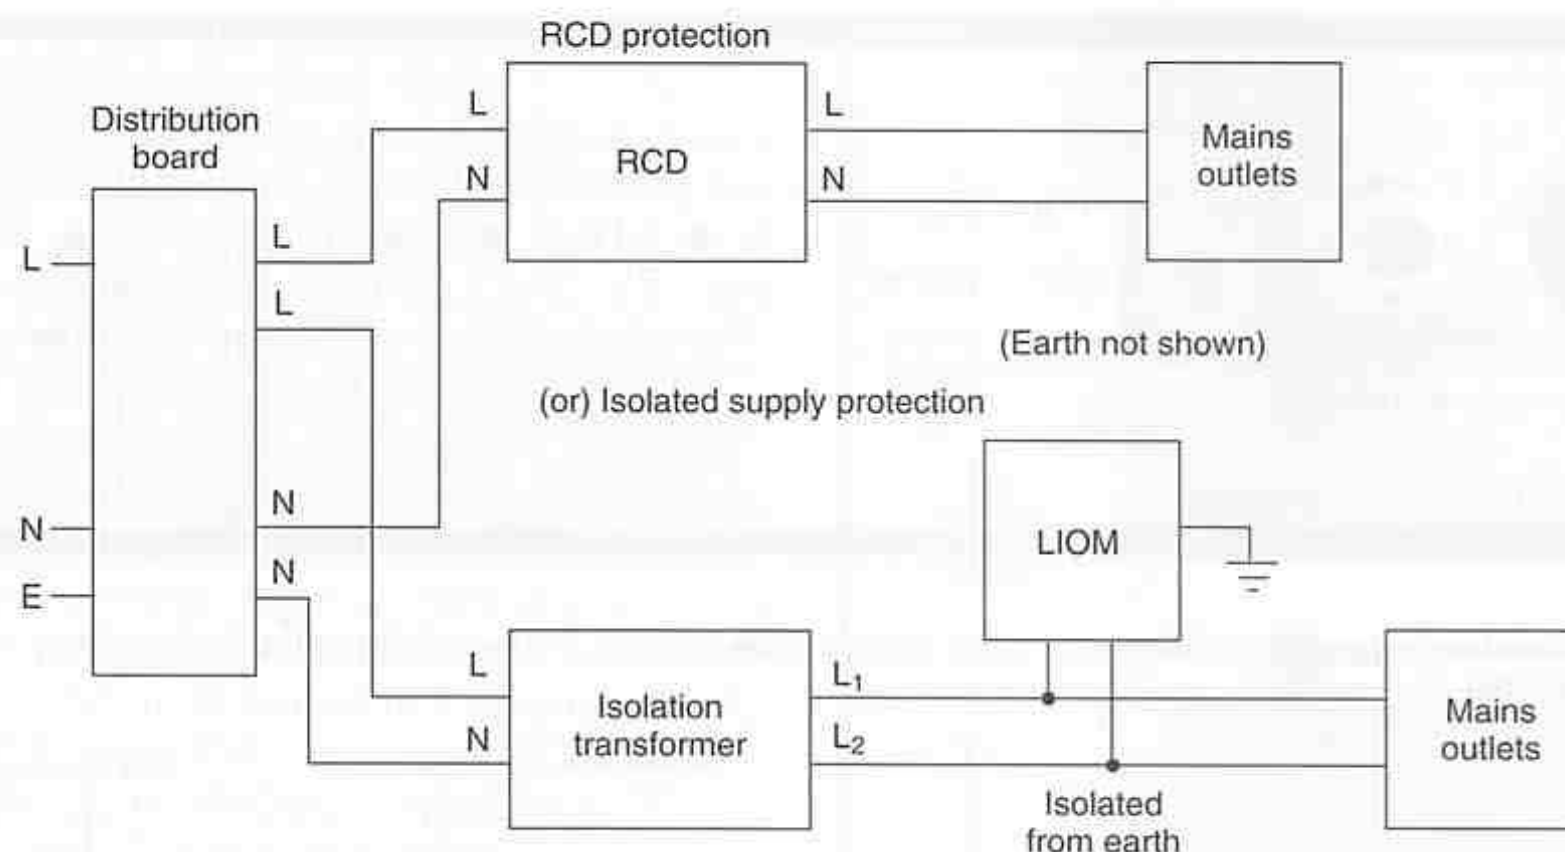 RCD protection
Distribution
board
L
N
E
L
L
N
N
L
N
RCD
L
N
Mains
outlets
(Earth not shown)
(or) Isolated supply protection
LIOM
L
N
Isolation
transformer
L₁
L₂
Isolated
from earth
Mains
outlets